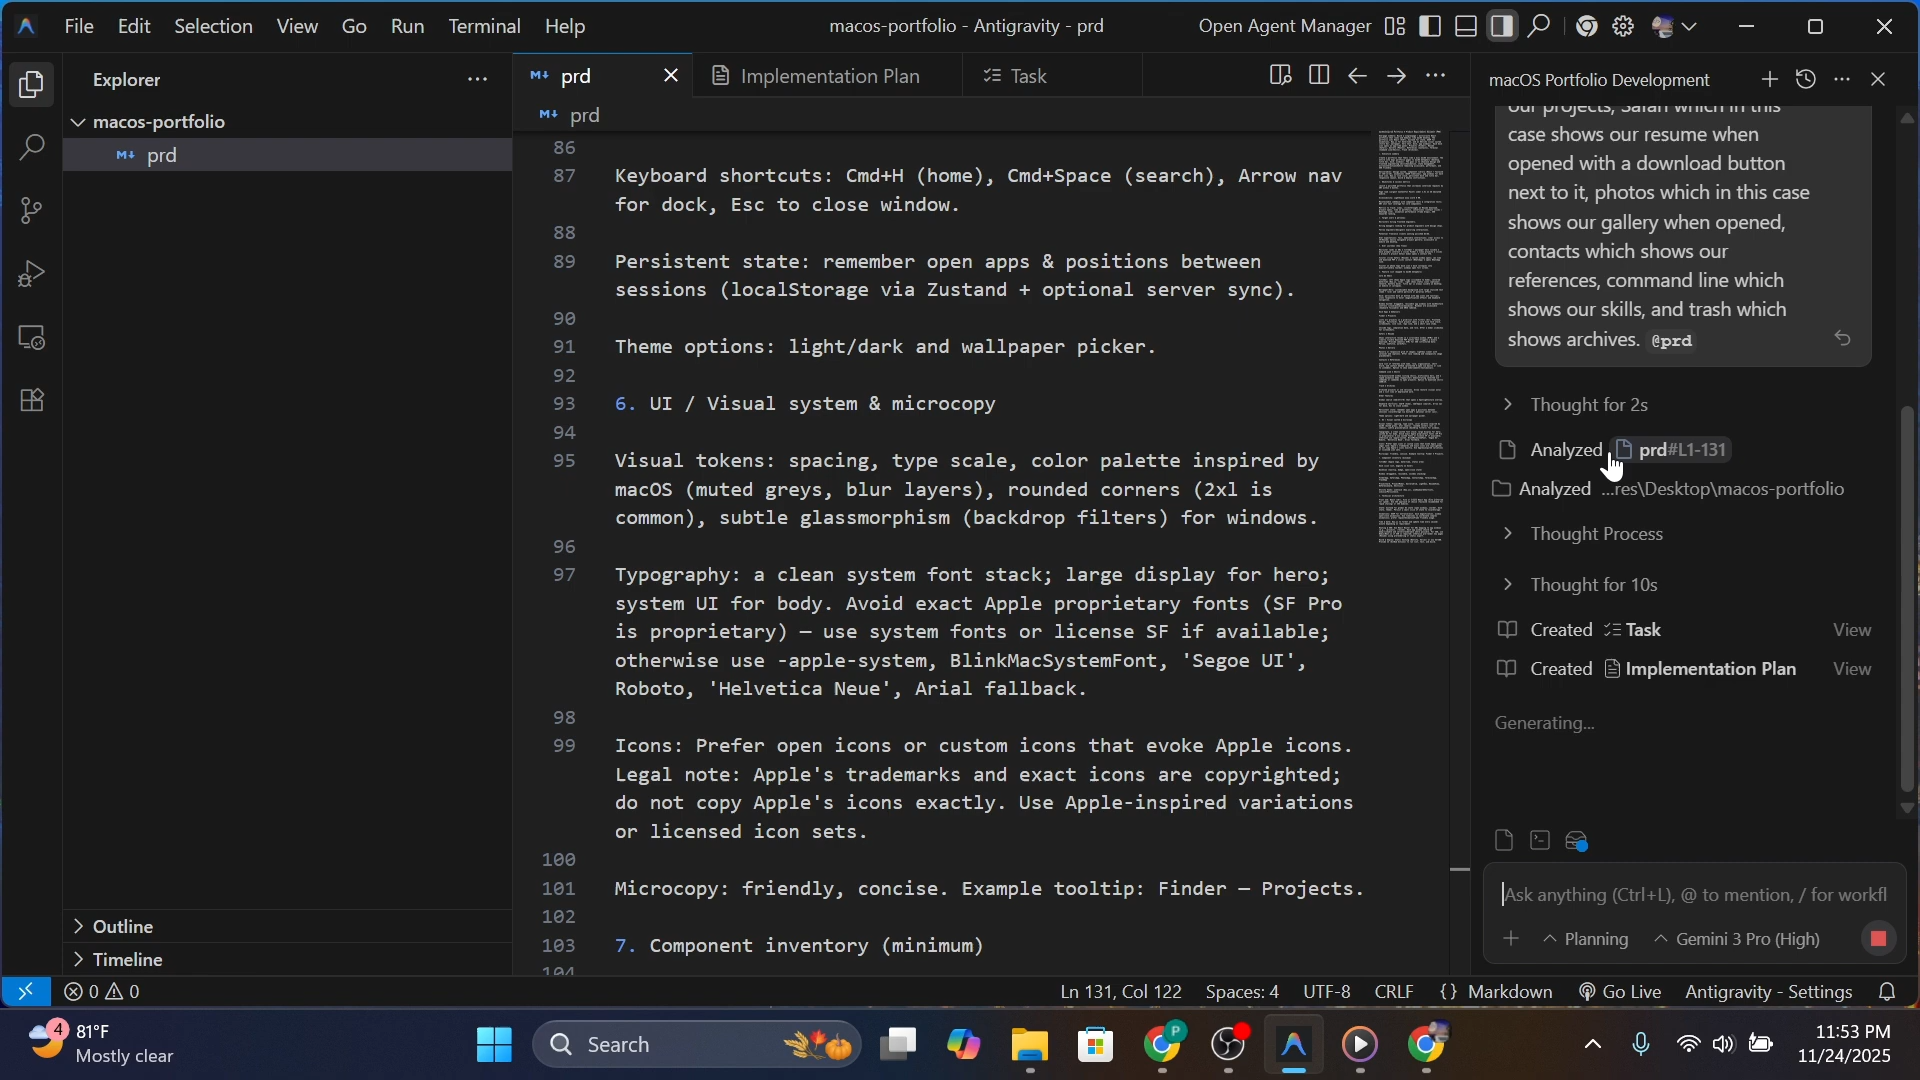 File Edit Selection View Go Run Terminal Help
macos-portfolio - Antigravity - prd
Open Agent Manager
Explorer
macos-portfolio
prd
Outline
Timeline
prd
Implementation Plan
Task
prd
86
87 Keyboard shortcuts: Cmd+H (home), Cmd+Space (search), Arrow nav
for dock, Esc to close window.
88
89 Persistent state: remember open apps & positions between
sessions (localStorage via Zustand + optional server sync).
90
91 Theme options: light/dark and wallpaper picker.
92
93 6. UI / Visual system & microcopy
94
95 Visual tokens: spacing, type scale, color palette inspired by
macOS (muted greys, blur layers), rounded corners (2xl is
common), subtle glassmorphism (backdrop filters) for windows.
96
97 Typography: a clean system font stack; large display for hero;
system UI for body. Avoid exact Apple proprietary fonts (SF Pro
is proprietary) — use system fonts or license SF if available;
otherwise use -apple-system, BlinkMacSystemFont, 'Segoe UI',
Roboto, 'Helvetica Neue', Arial fallback.
98
99 Icons: Prefer open icons or custom icons that evoke Apple icons.
Legal note: Apple's trademarks and exact icons are copyrighted;
do not copy Apple's icons exactly. Use Apple-inspired variations
or licensed icon sets.
100
101 Microcopy: friendly, concise. Example tooltip: Finder — Projects.
102
103 7. Component inventory (minimum)
104
macOS Portfolio Development
our projects, Safari which in this
case shows our resume when
opened with a download button
next to it, photos which in this case
shows our gallery when opened,
contacts which shows our
references, command line which
shows our skills, and trash which
shows archives. @prd
Thought for 2s
Analyzed prd#L1-131
Analyzed ...res\Desktop\macos-portfolio
Thought Process
Thought for 10s
Created Task View
Created Implementation Plan View
Generating...
Ask anything (Ctrl+L), @ to mention, / for workfl
Planning Gemini 3 Pro (High)
0 0
Ln 131, Col 122 Spaces: 4 UTF-8 CRLF {} Markdown Go Live Antigravity - Settings
4
81°F
Mostly clear
Search
P
11:53 PM
11/24/2025